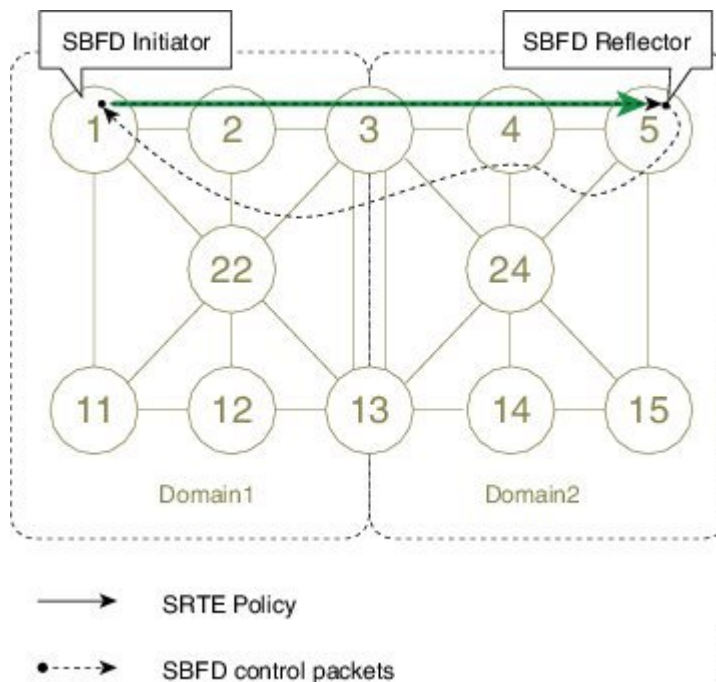 SBFD Initiator
SBFD Reflector
1
2
3
4
5
22
24
11
12
13
14
15
Domain1
Domain2
SRTE Policy
SBFD control packets